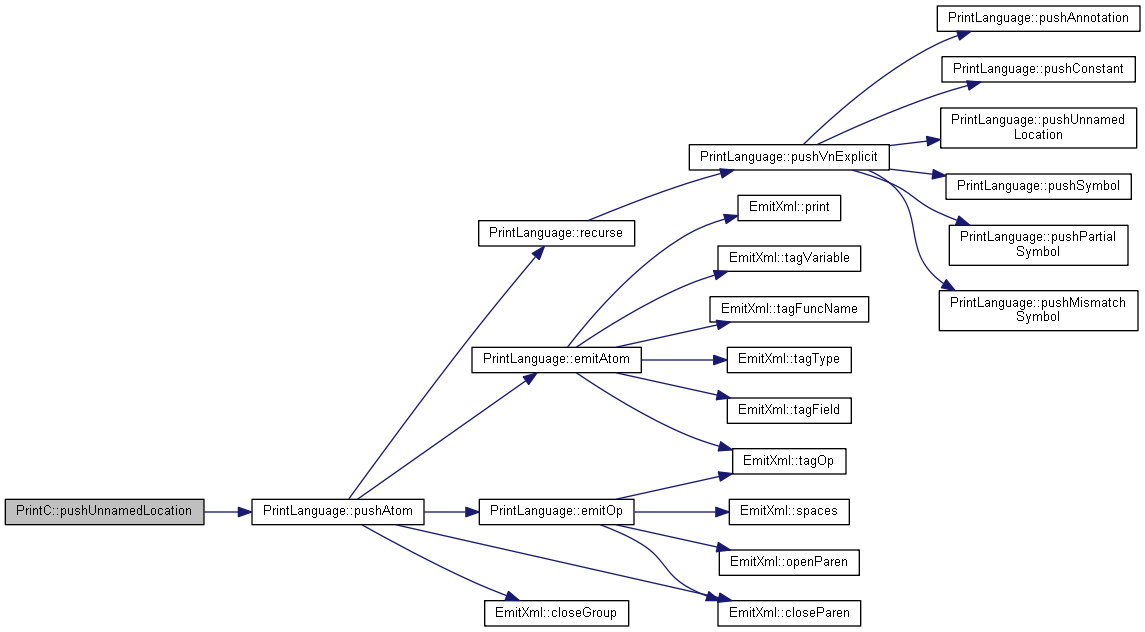 PrintLanguage::pushAnnotation
PrintLanguage::pushConstant
PrintLanguage::pushUnnamed
Location
PrintLanguage::pushVnExplicit
PrintLanguage::pushSymbol
EmitXml::print
PrintLanguage::recurse
PrintLanguage::pushPartial
Symbol
EmitXml::tagVariable
PrintLanguage::pushMismatch
Symbol
EmitXml::tagFuncName
PrintLanguage::emitAtom
EmitXml::tagType
EmitXml::tagField
EmitXml::tagOp
PrintC::pushUnnamedLocation
PrintLanguage::pushAtom
PrintLanguage::emitOp
EmitXml::spaces
EmitXml::openParen
EmitXml::closeGroup
EmitXml::closeParen